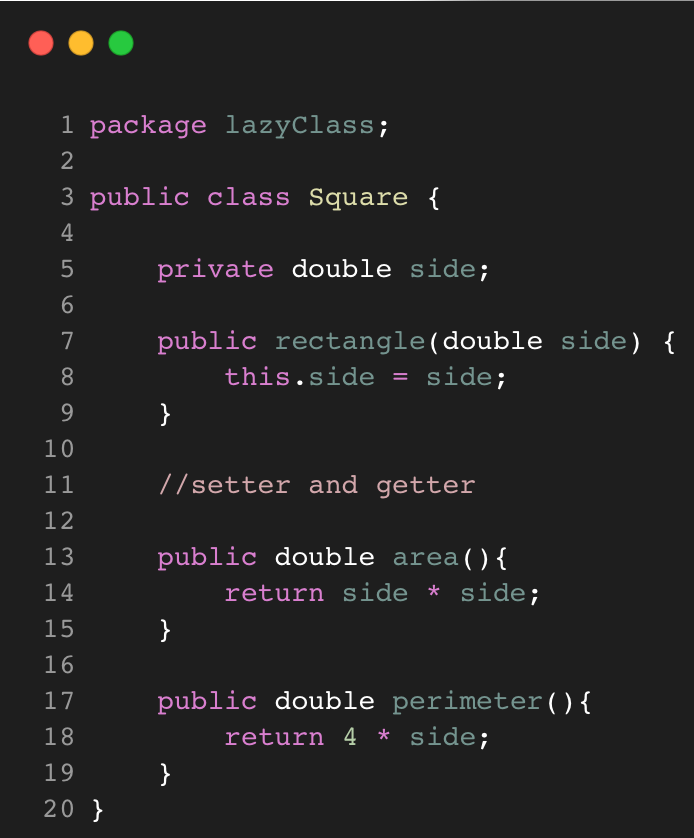 1 package lazyClass;
2
3 public class Square {
4
5     private double side;
6
7     public rectangle(double side) {
8         this.side = side;
9     }
10
11     //setter and getter
12
13     public double area(){
14         return side * side;
15     }
16
17     public double perimeter(){
18         return 4 * side;
19     }
20 }